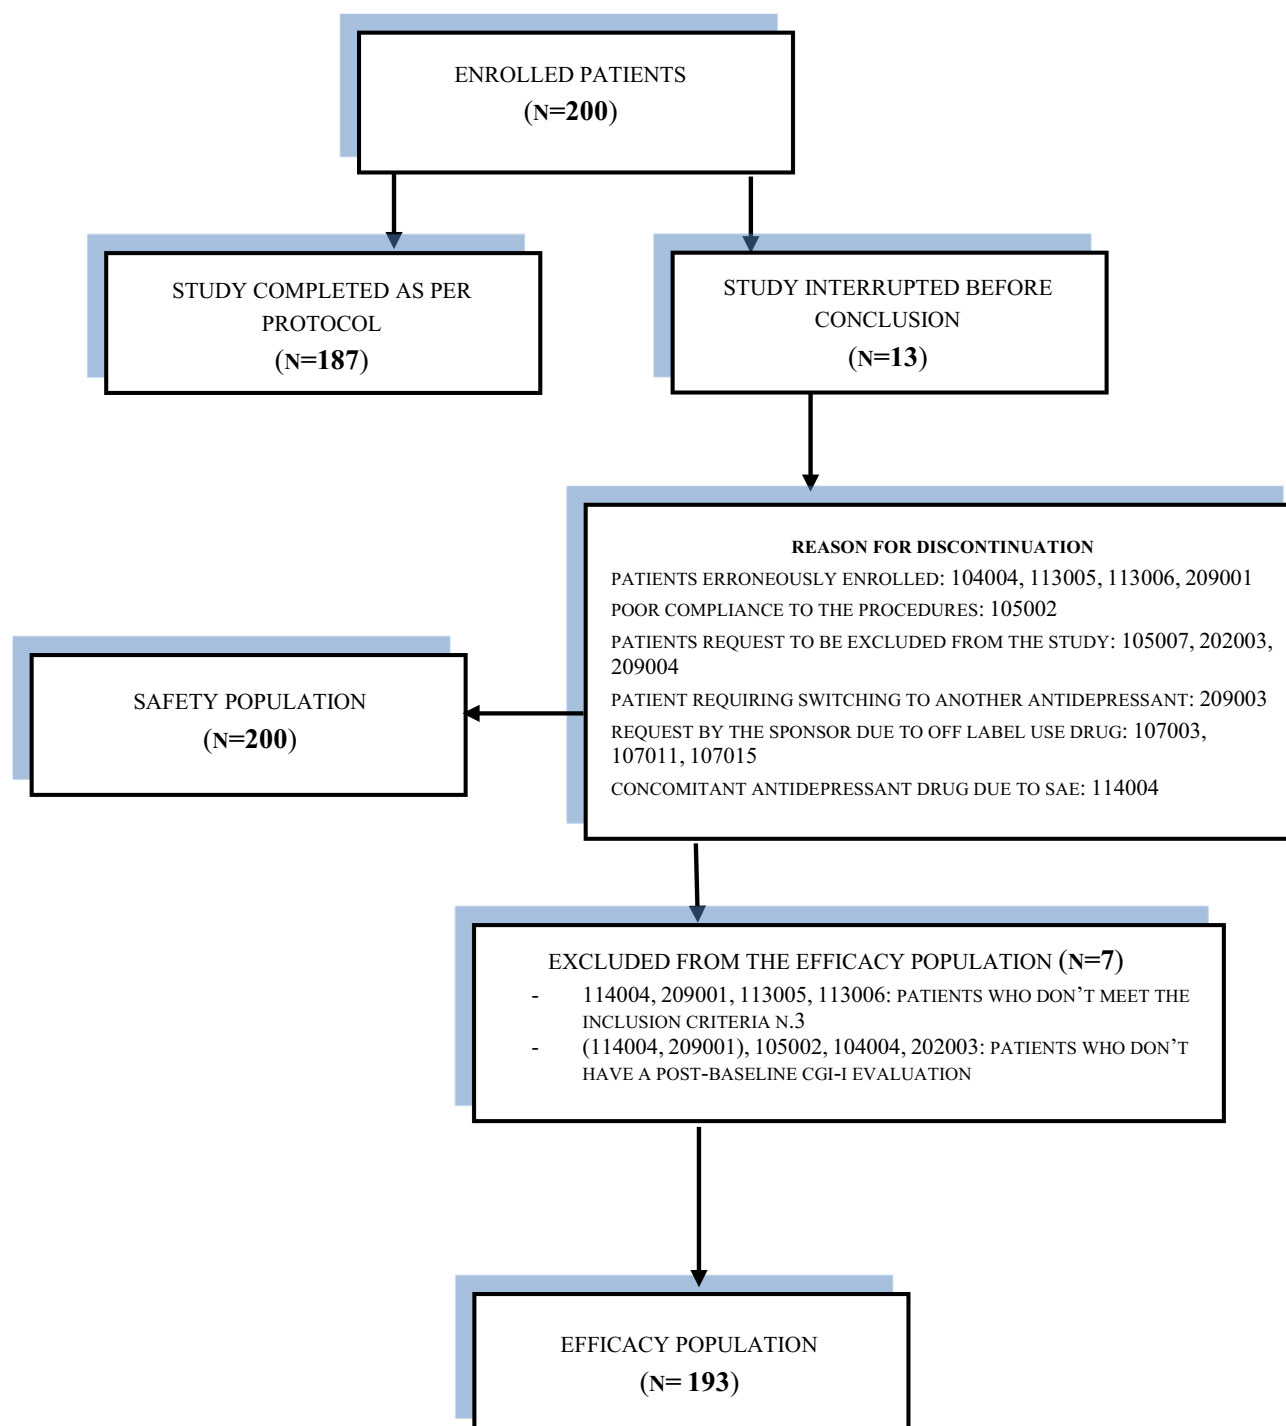 ENROLLED PATIENTS
(N=200)
STUDY COMPLETED AS PER
PROTOCOL
(N=187)
STUDY INTERRUPTED BEFORE
CONCLUSION
(N=13)
REASON FOR DISCONTINUATION
PATIENTS ERRONEOUSLY ENROLLED: 104004, 113005, 113006, 209001
POOR COMPLIANCE TO THE PROCEDURES: 105002
PATIENTS REQUEST TO BE EXCLUDED FROM THE STUDY: 105007, 202003,
209004
PATIENT REQUIRING SWITCHING TO ANOTHER ANTIDEPRESSANT: 209003
REQUEST BY THE SPONSOR DUE TO OFF LABEL USE DRUG: 107003,
107011, 107015
CONCOMITANT ANTIDEPRESSANT DRUG DUE TO SAE: 114004
SAFETY POPULATION
(N=200)
EXCLUDED FROM THE EFFICACY POPULATION (N=7)
- 114004, 209001, 113005, 113006: PATIENTS WHO DON'T MEET THE
INCLUSION CRITERIA N.3
- (114004, 209001), 105002, 104004, 202003: PATIENTS WHO DON'T
HAVE A POST-BASELINE CGI-I EVALUATION
EFFICACY POPULATION
(N= 193)